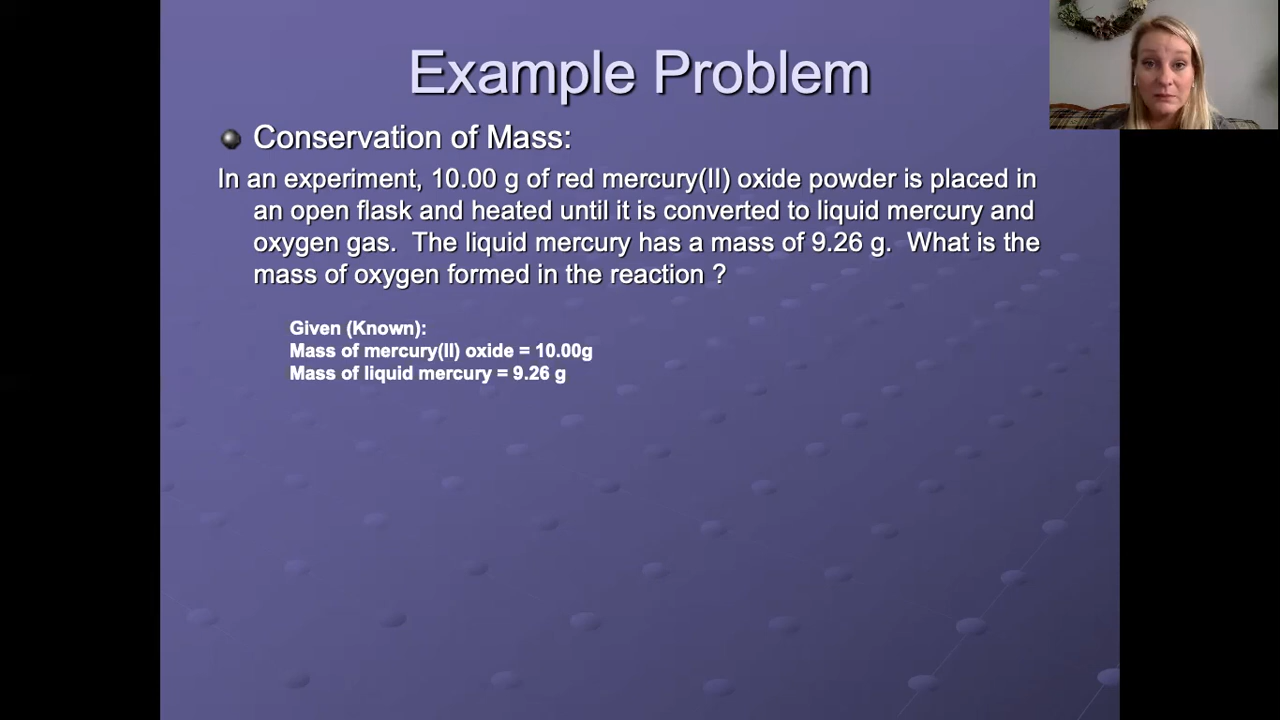 Example Problem
Conservation of Mass:
In an experiment, 10.00 g of red mercury(II) oxide powder is placed in
an open flask and heated until it is converted to liquid mercury and
oxygen gas.  The liquid mercury has a mass of 9.26 g.  What is the
mass of oxygen formed in the reaction ?
Given (Known):
Mass of mercury(II) oxide = 10.00g
Mass of liquid mercury = 9.26 g